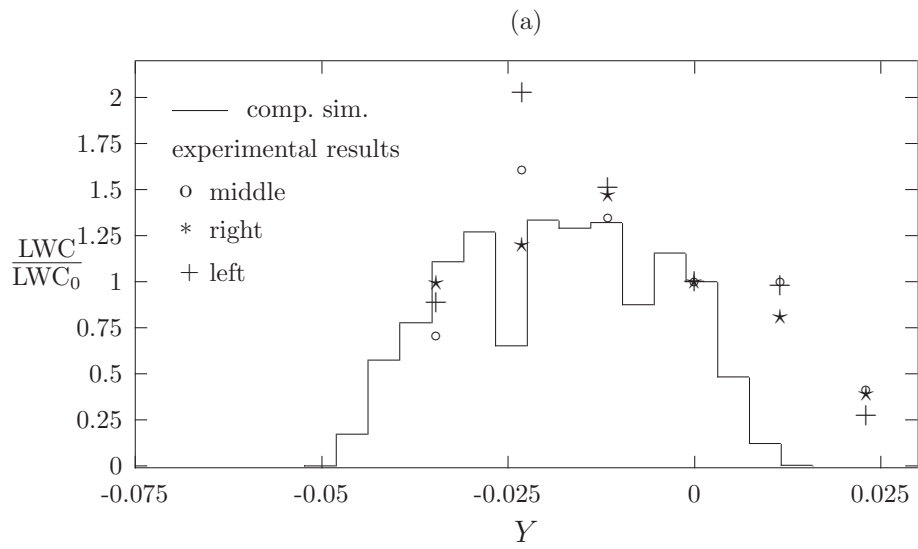 (a)
2
1.75
1.5
1.25
1
0.75
0.5
0.25
0
LWC
LWC₀
comp. sim.
experimental results
middle
right
left
-0.075 -0.05 -0.025 0 0.025
Y